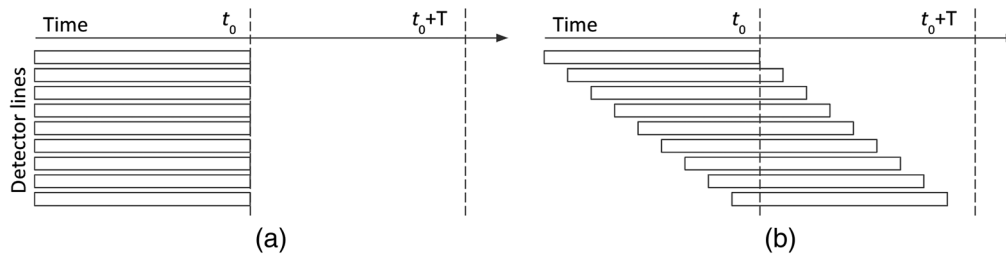 Time t₀ t₀+T
Detector lines
(a)
Time t₀ t₀+T
(b)